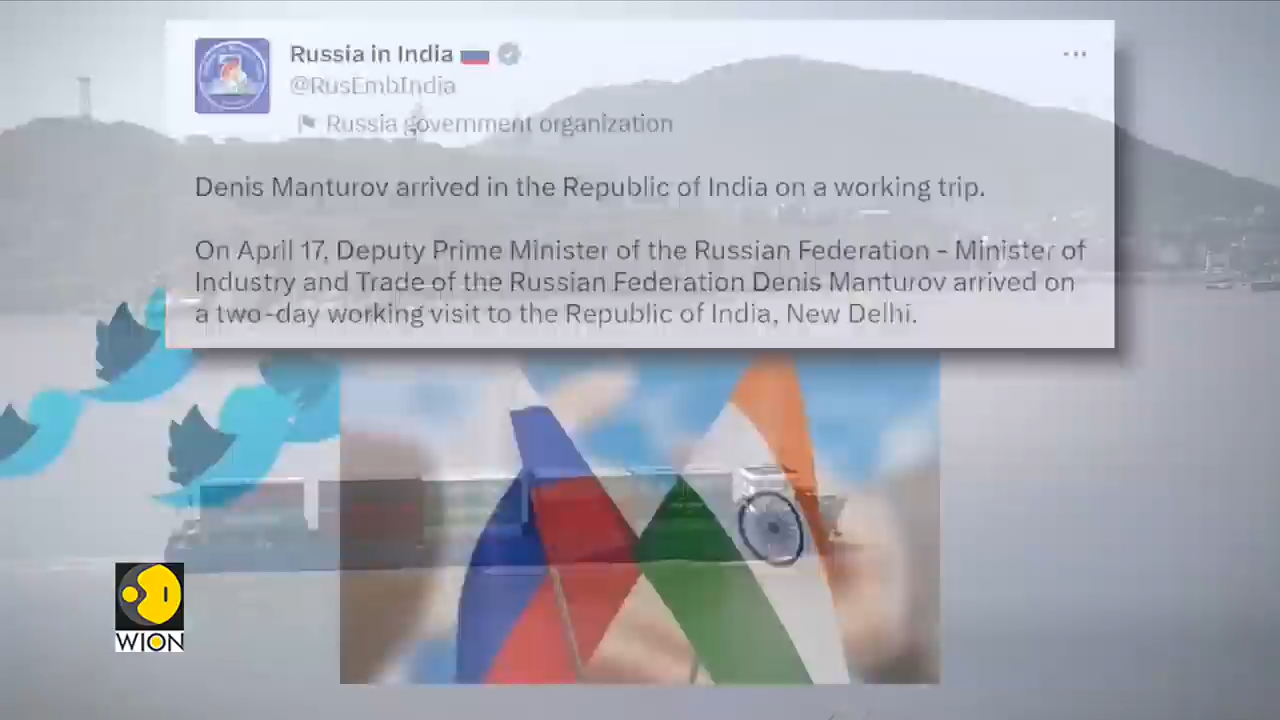 Russia in India
@RusEmbIndia
Russia government organization
Denis Manturov arrived in the Republic of India on a working trip.
On April 17, Deputy Prime Minister of the Russian Federation - Minister of
Industry and Trade of the Russian Federation Denis Manturov arrived on
a two-day working visit to the Republic of India, New Delhi.
WION